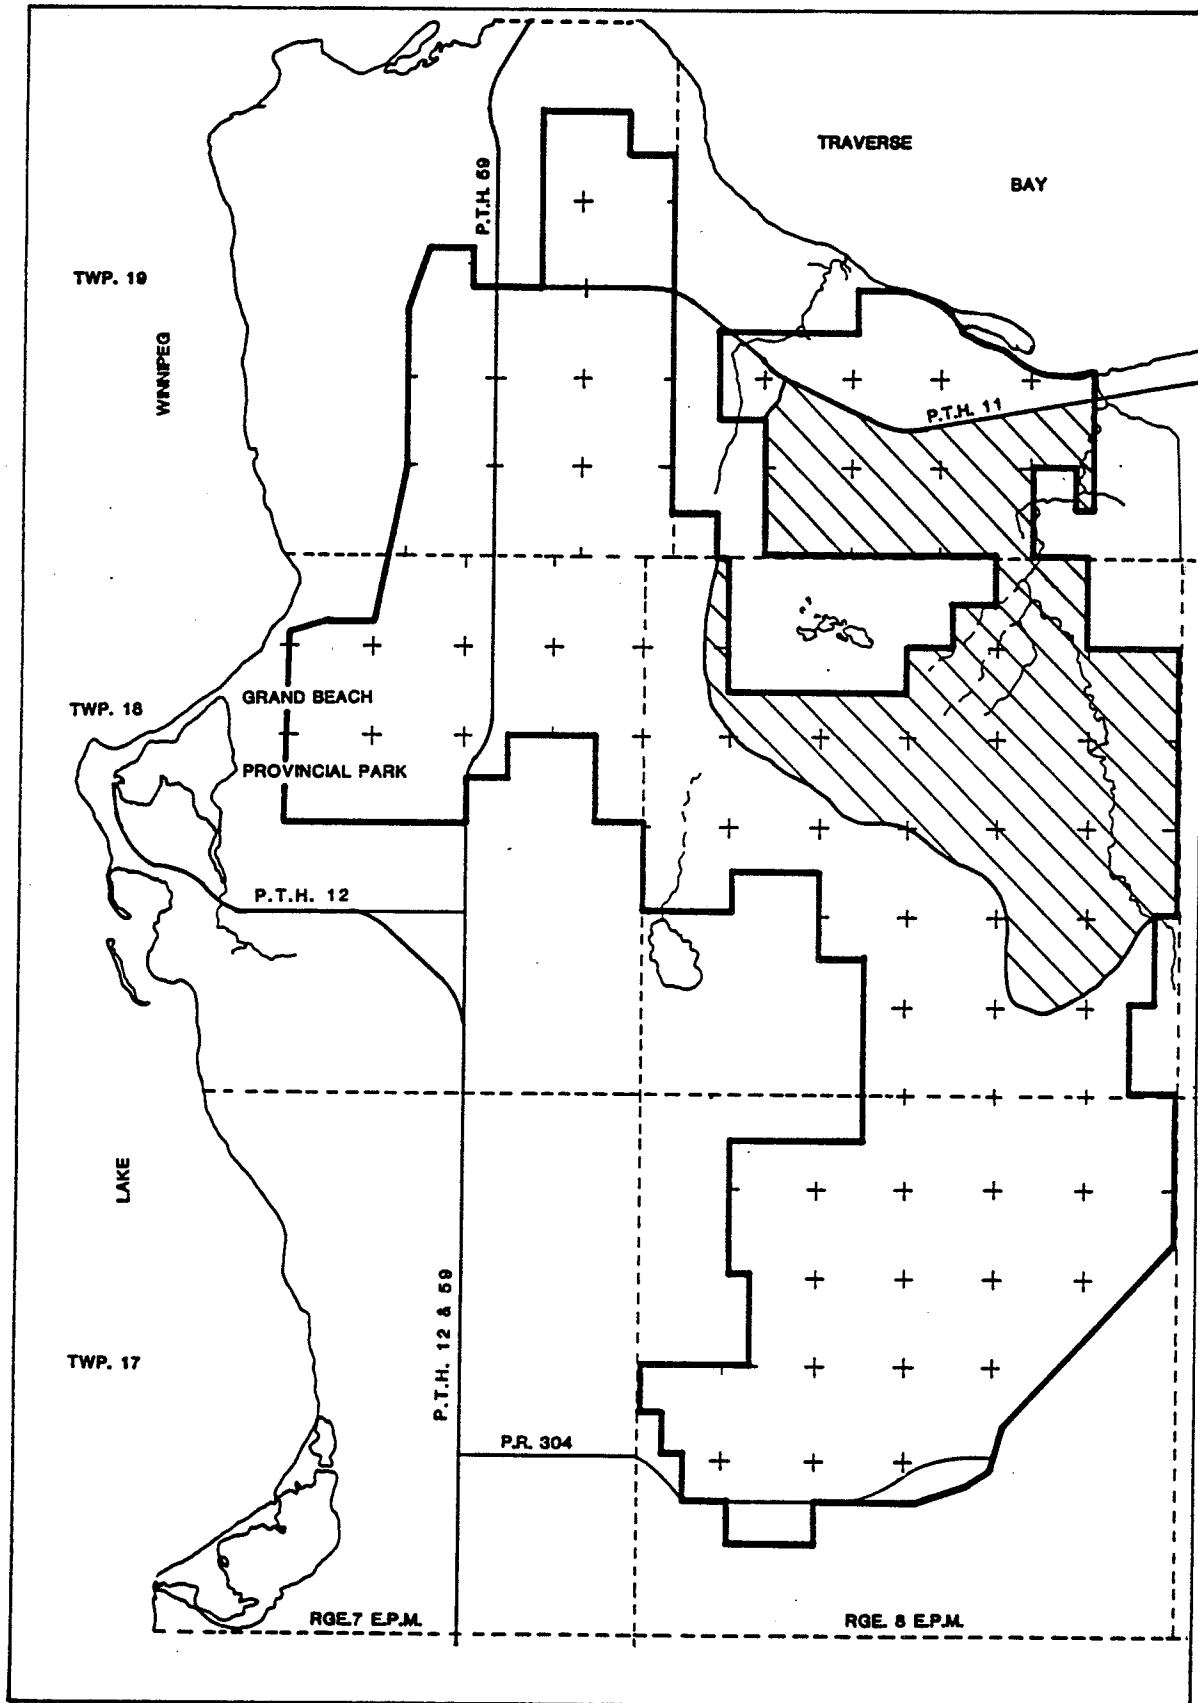 TRAVERSE
BAY
P.T.H. 59
TWP. 19
WINNIPEG
P.T.H. 11
GRAND BEACH
TWP. 18
PROVINCIAL PARK
P.T.H. 12
LAKE
P.T.H. 12 & 59
TWP. 17
P.R. 304
RGE.7 E.P.M.
RGE. 8 E.P.M.